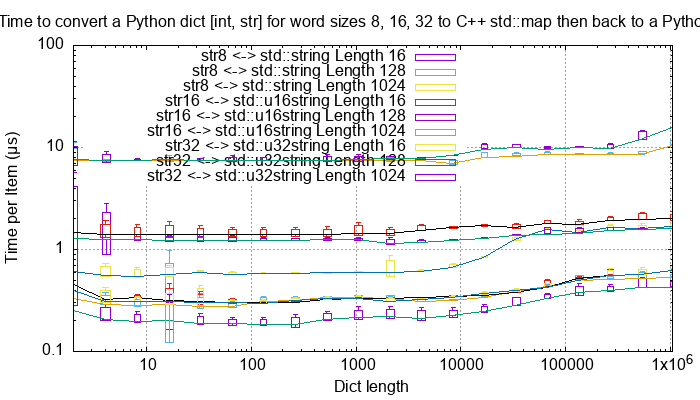 Time to convert a Python dict [int, str] for word sizes 8, 16, 32 to C++ std::map then back to a Pytho
100
10
1
0.1
Time per Item (µs)
str8 <-> std::string Length 16
str8 <-> std::string Length 128
str8 <-> std::string Length 1024
str16 <-> std::u16string Length 16
str16 <-> std::u16string Length 128
str16 <-> std::u16string Length 1024
str32 <-> std::u32string Length 16
str32 <-> std::u32string Length 128
str32 <-> std::u32string Length 1024
10 100 1000 10000 100000 1x10⁶
Dict length